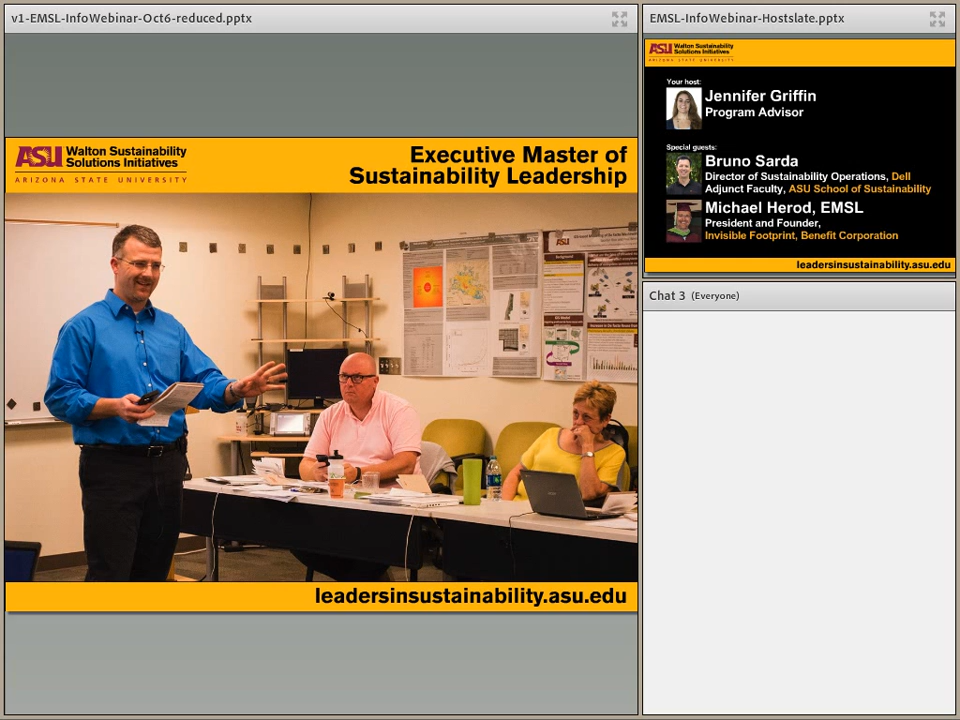 v1-EMSL-InfoWebinar-Oct6-reduced.pptx
ASU Walton Sustainability
Solutions Initiatives
ARIZONA STATE UNIVERSITY
Executive Master of
Sustainability Leadership
ASU
leadersinsustainability.asu.edu
EMSL-InfoWebinar-Hostslate.pptx
ASU Walton Sustainability
Solutions Initiatives
ARIZONA STATE UNIVERSITY
Your host:
Jennifer Griffin
Program Advisor
Special guests:
Bruno Sarda
Director of Sustainability Operations, Dell
Adjunct Faculty, ASU School of Sustainability
Michael Herod, EMSL
President and Founder,
Invisible Footprint, Benefit Corporation
leadersinsustainability.asu.edu
Chat 3 (Everyone)